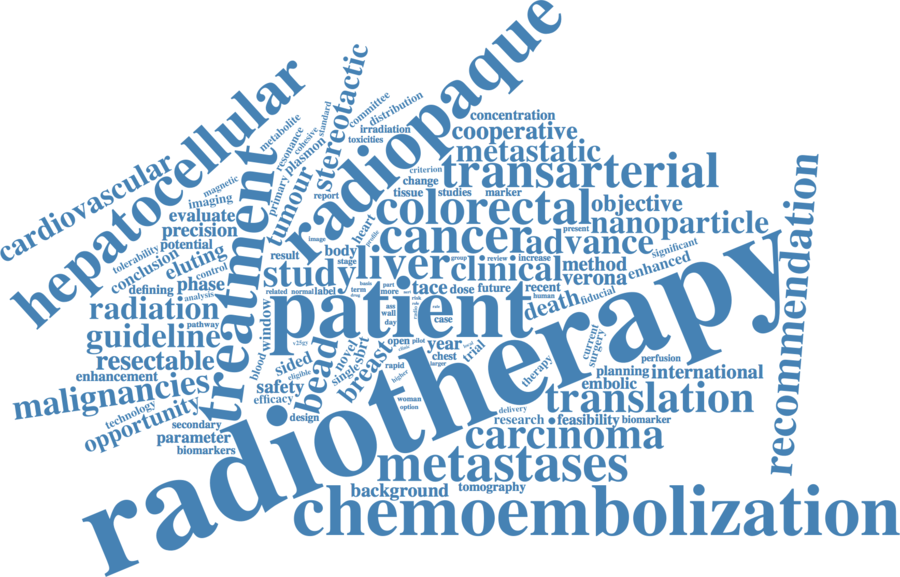 radiotherapy
patient
chemoembolization
hepatocellular
radiopaque
treatment
transarterial
colorectal
cancer
liver
metastases
carcinoma
translation
recommendation
nanoparticle
advance
clinical
study
stereotactic
tumour
metastatic
cooperative
concentration
cardiovascular
malignancies
guideline
radiation
resectable
opportunity
enhancement
technology
secondary
parameter
biomarkers
pathway
analysis
defining
phase
control
eluting
conclusion
tolerability
potential
precision
evaluate
imaging
magnetic
metabolite
resonance
cohesive
standard
plasmon
primary
report
committee
distribution
irradiation
toxicities
criterion
change
tissue
studies
marker
objective
present
significant
enhanced
method
verona
increase
review
group
recent
human
future
dose
tace
death
fiducial
heart
profile
body
stage
image
result
related
normal
label
window
blood
bead
sided
safety
efficacy
eligible
design
novel
single
sbrt
breast
term
drug
part
more
wall
day
risk
case
open
pilot
year
chest
larger
trial
local
rapid
higher
woman
option
therapy
current
surgery
perfusion
planning
international
embolic
delivery
research
feasibility
biomarker
background
tomography